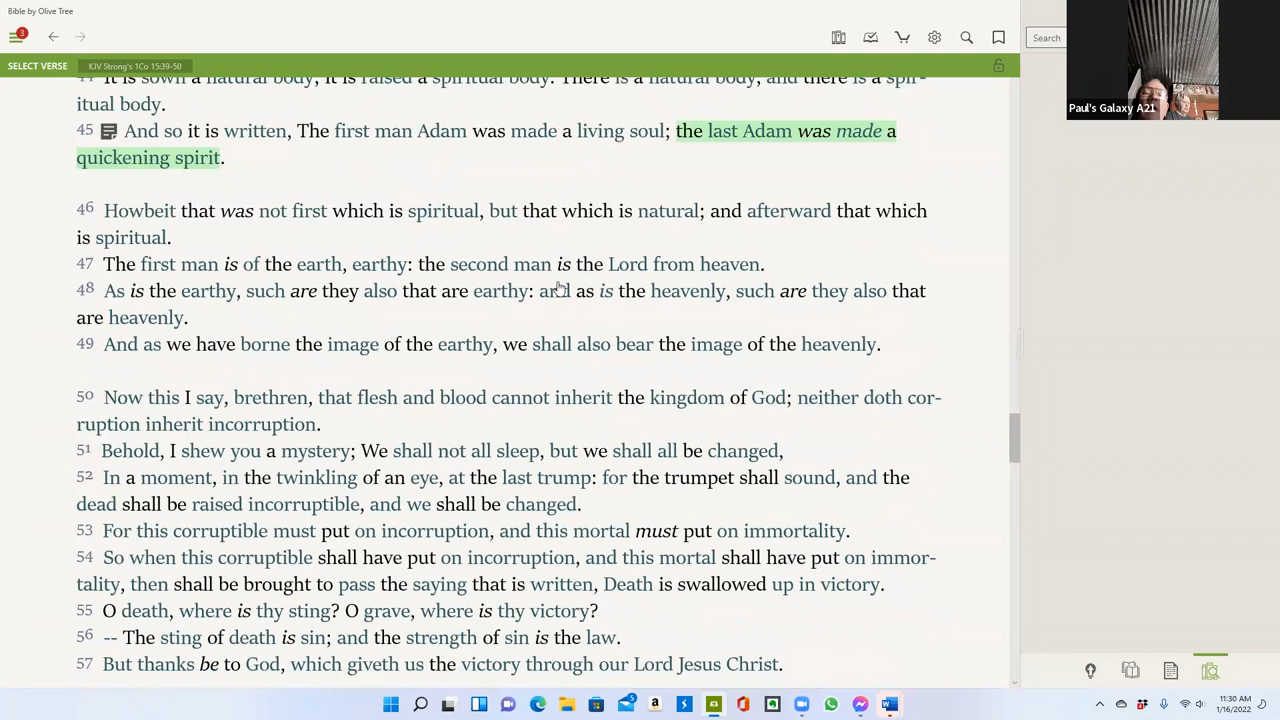 Bible by Olive Tree
3
SELECT VERSE KJV Strong's 1Co 15:39-50
Search
Paul's Galaxy A21
44 It is sown a natural body; it is raised a spiritual body. There is a natural body, and there is a spir-
itual body.
45 And so it is written, The first man Adam was made a living soul; the last Adam was made a
quickening spirit.
46 Howbeit that was not first which is spiritual, but that which is natural; and afterward that which
is spiritual.
47 The first man is of the earth, earthy: the second man is the Lord from heaven.
48 As is the earthy, such are they also that are earthy: and as is the heavenly, such are they also that
are heavenly.
49 And as we have borne the image of the earthy, we shall also bear the image of the heavenly.
50 Now this I say, brethren, that flesh and blood cannot inherit the kingdom of God; neither doth cor-
ruption inherit incorruption.
51 Behold, I shew you a mystery; We shall not all sleep, but we shall all be changed,
52 In a moment, in the twinkling of an eye, at the last trump: for the trumpet shall sound, and the
dead shall be raised incorruptible, and we shall be changed.
53 For this corruptible must put on incorruption, and this mortal must put on immortality.
54 So when this corruptible shall have put on incorruption, and this mortal shall have put on immor-
tality, then shall be brought to pass the saying that is written, Death is swallowed up in victory.
55 O death, where is thy sting? O grave, where is thy victory?
56 -- The sting of death is sin; and the strength of sin is the law.
57 But thanks be to God, which giveth us the victory through our Lord Jesus Christ.
11:30 AM
1/16/2022